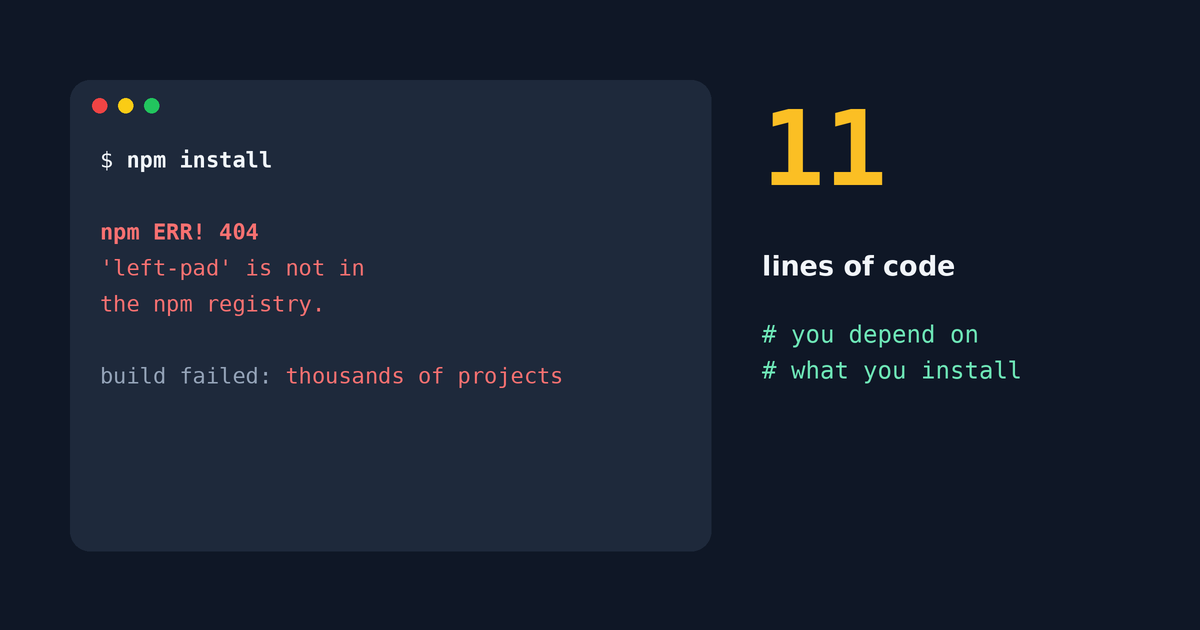 $ npm install
npm ERR! 404
'left-pad' is not in
the npm registry.
build failed: thousands of projects
11
lines of code
# you depend on
# what you install